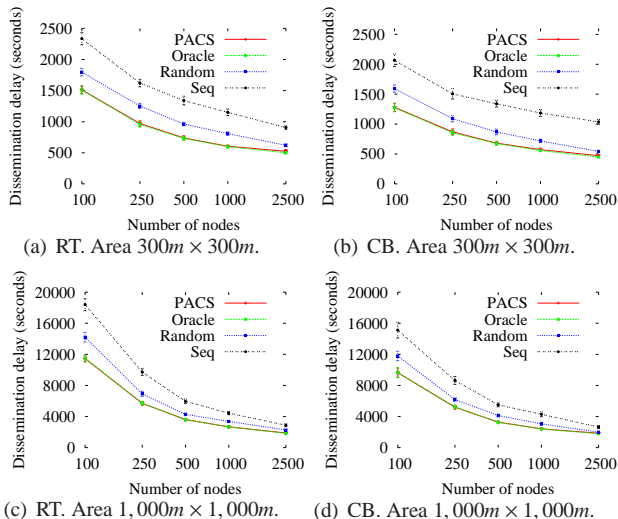 Dissemination delay (seconds)
2500
2000
1500
1000
500
0
PACS
Oracle
Random
Seq
100 250 500 1000 2500
Number of nodes
(a) RT. Area 300m × 300m.
Dissemination delay (seconds)
2500
2000
1500
1000
500
0
PACS
Oracle
Random
Seq
100 250 500 1000 2500
Number of nodes
(b) CB. Area 300m × 300m.
Dissemination delay (seconds)
20000
16000
12000
8000
4000
0
PACS
Oracle
Random
Seq
100 250 500 1000 2500
Number of nodes
(c) RT. Area 1,000m × 1,000m.
Dissemination delay (seconds)
20000
16000
12000
8000
4000
0
PACS
Oracle
Random
Seq
100 250 500 1000 2500
Number of nodes
(d) CB. Area 1,000m × 1,000m.